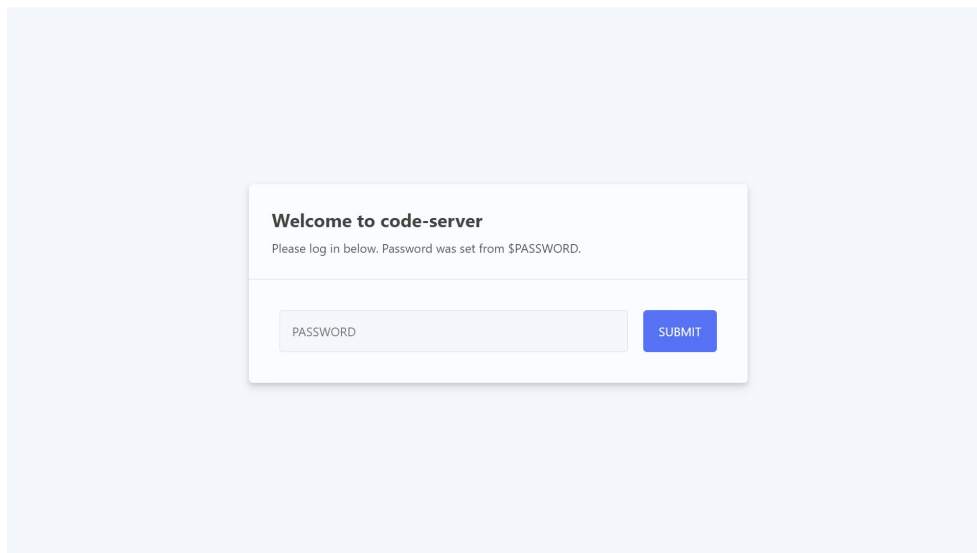 Welcome to code-server
Please log in below. Password was set from $PASSWORD.
PASSWORD
SUBMIT